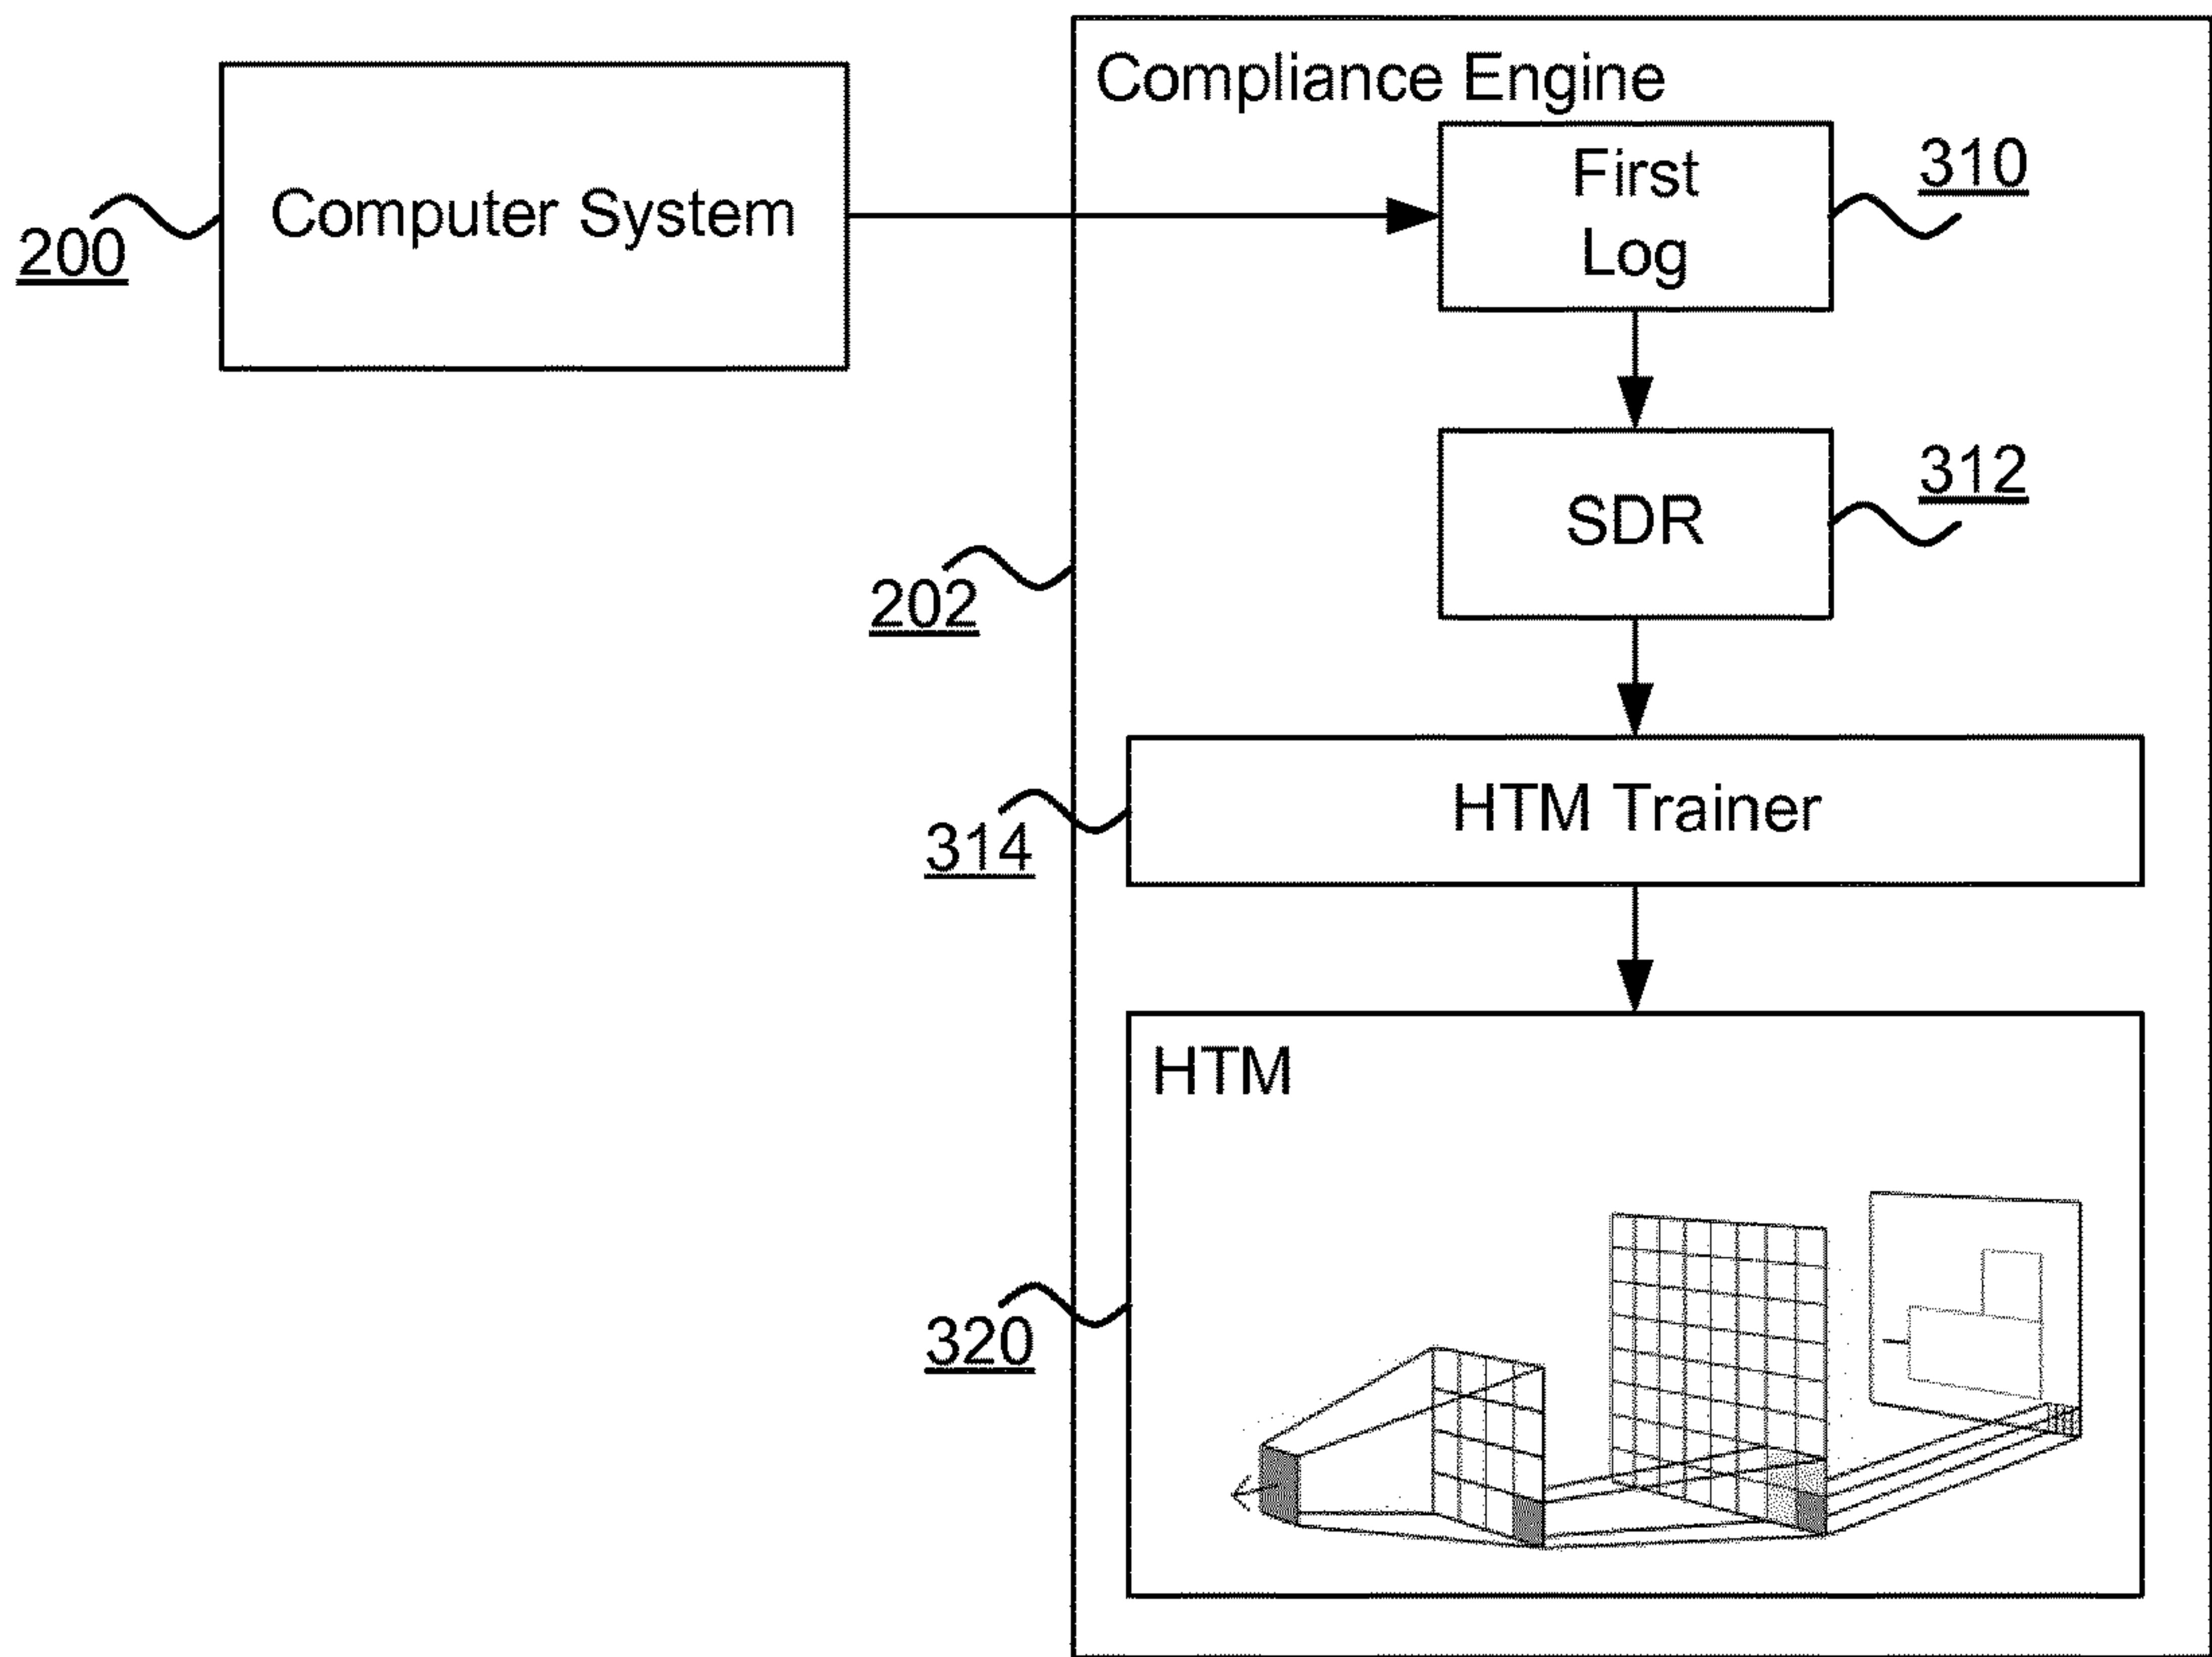 Compliance Engine
Computer System
200
First
Log
310
SDR
312
202
HTM Trainer
314
HTM
320